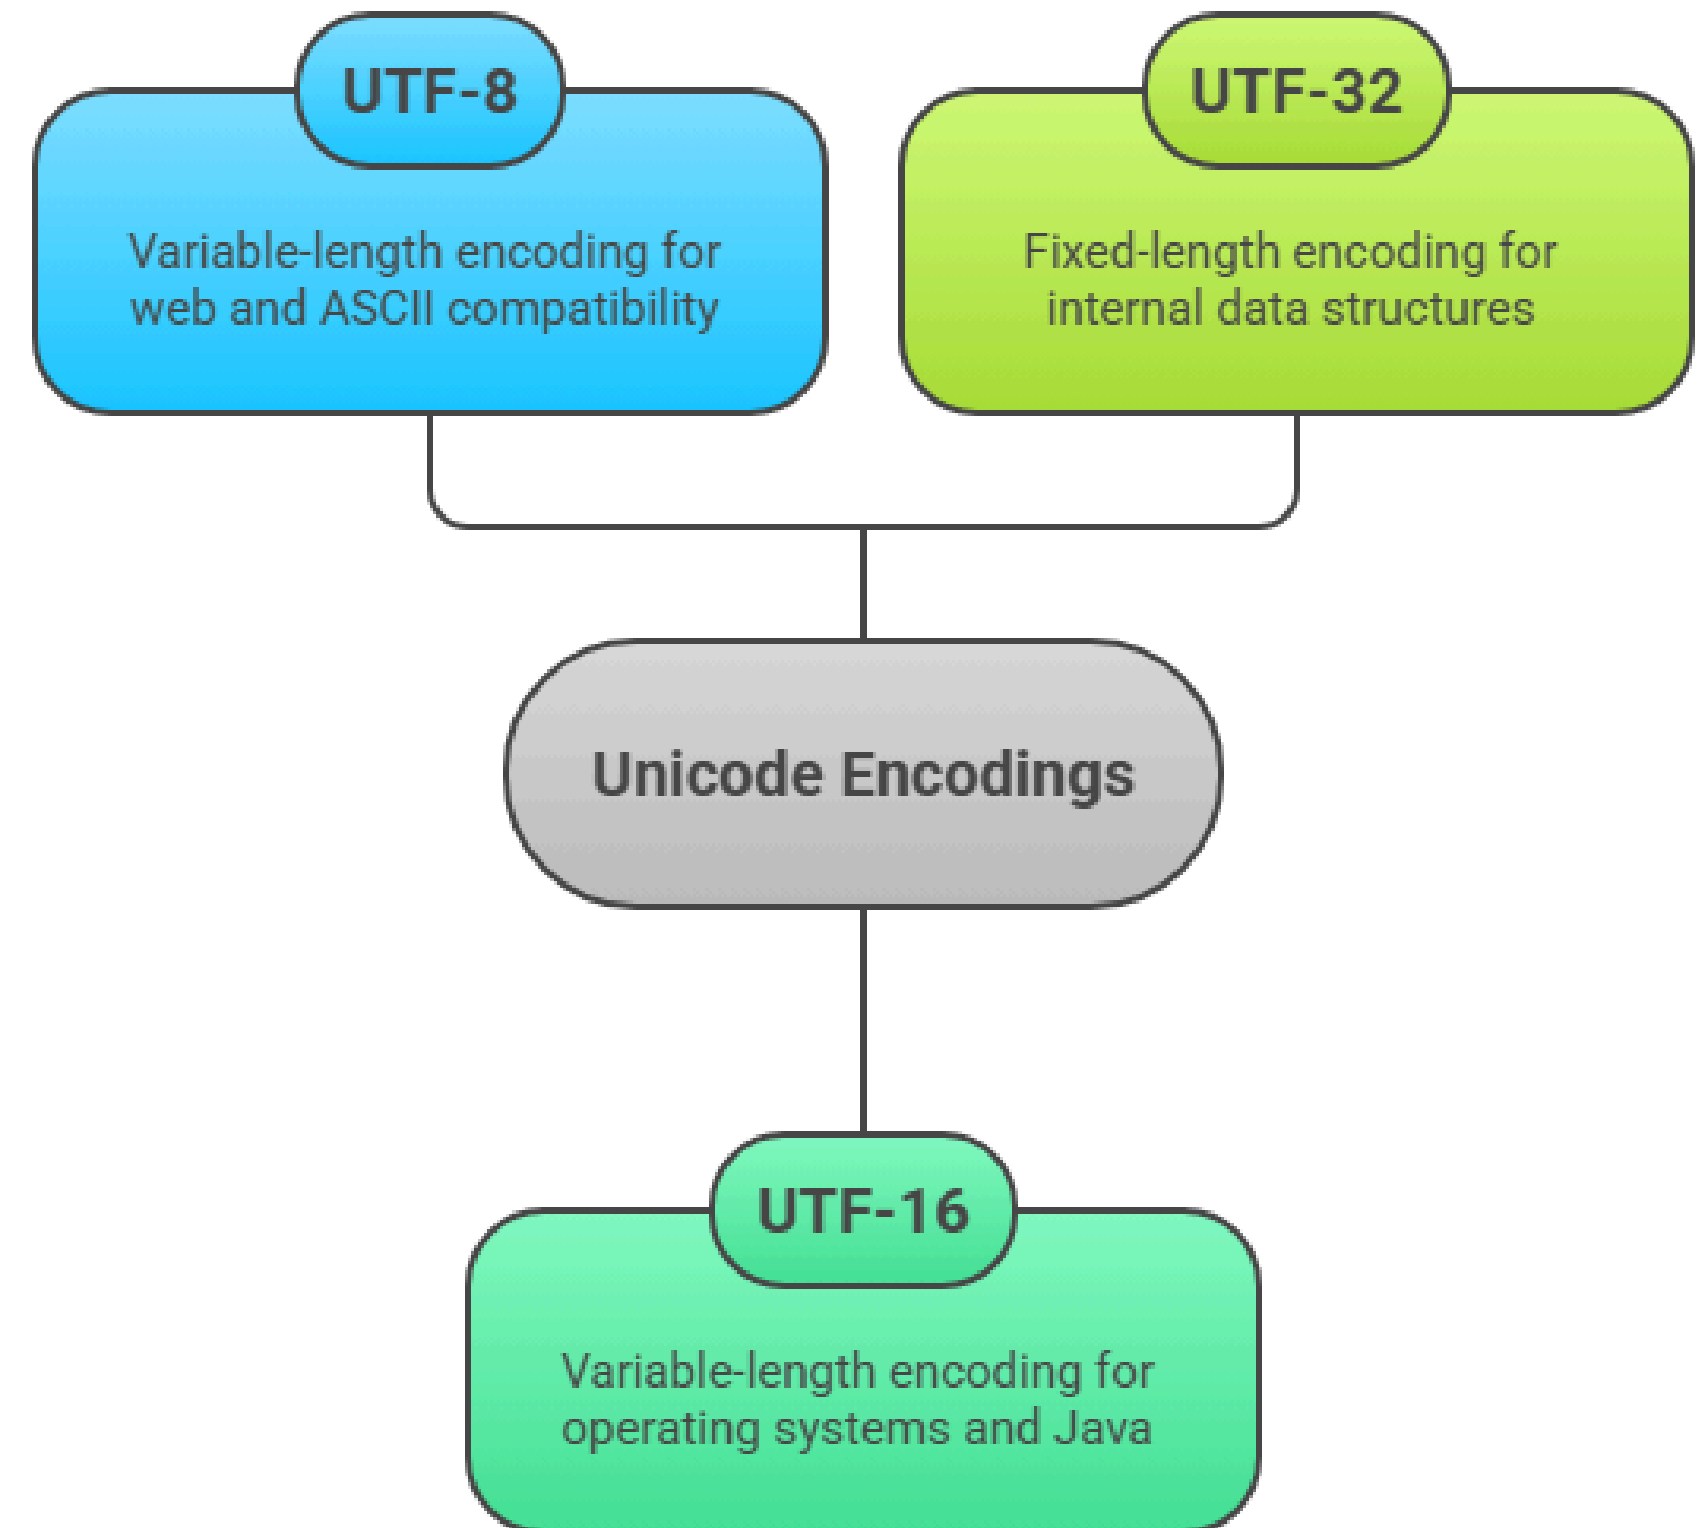 UTF-8
Variable-length encoding for
web and ASCII compatibility
UTF-32
Fixed-length encoding for
internal data structures
Unicode Encodings
UTF-16
Variable-length encoding for
operating systems and Java